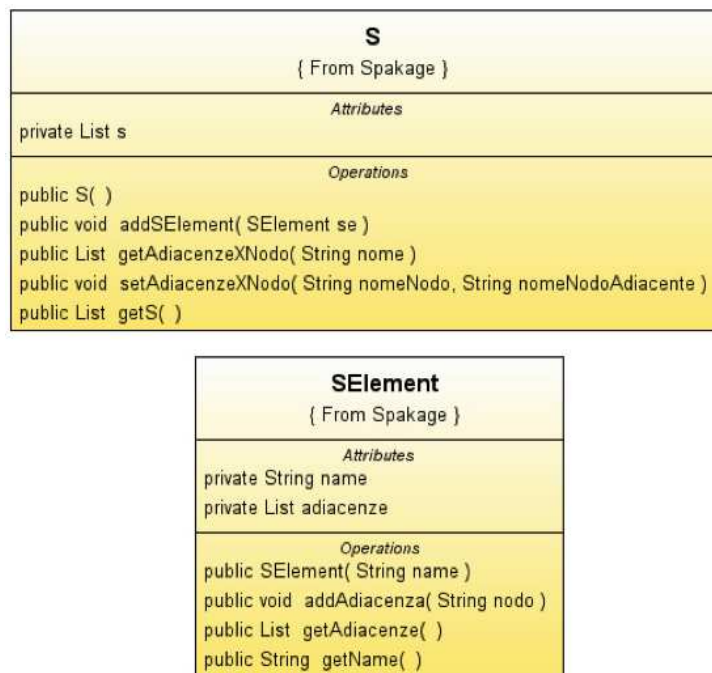 S
{ From Spakage }
Attributes
private List s
Operations
public S( )
public void addSElement( SElement se )
public List getAdiacenzeXNodo( String nome )
public void setAdiacenzeXNodo( String nomeNodo, String nomeNodoAdiacente )
public List getS( )
SElement
{ From Spakage }
Attributes
private String name
private List adiacenze
Operations
public SElement( String name )
public void addAdiacenza( String nodo )
public List getAdiacenze( )
public String getName( )